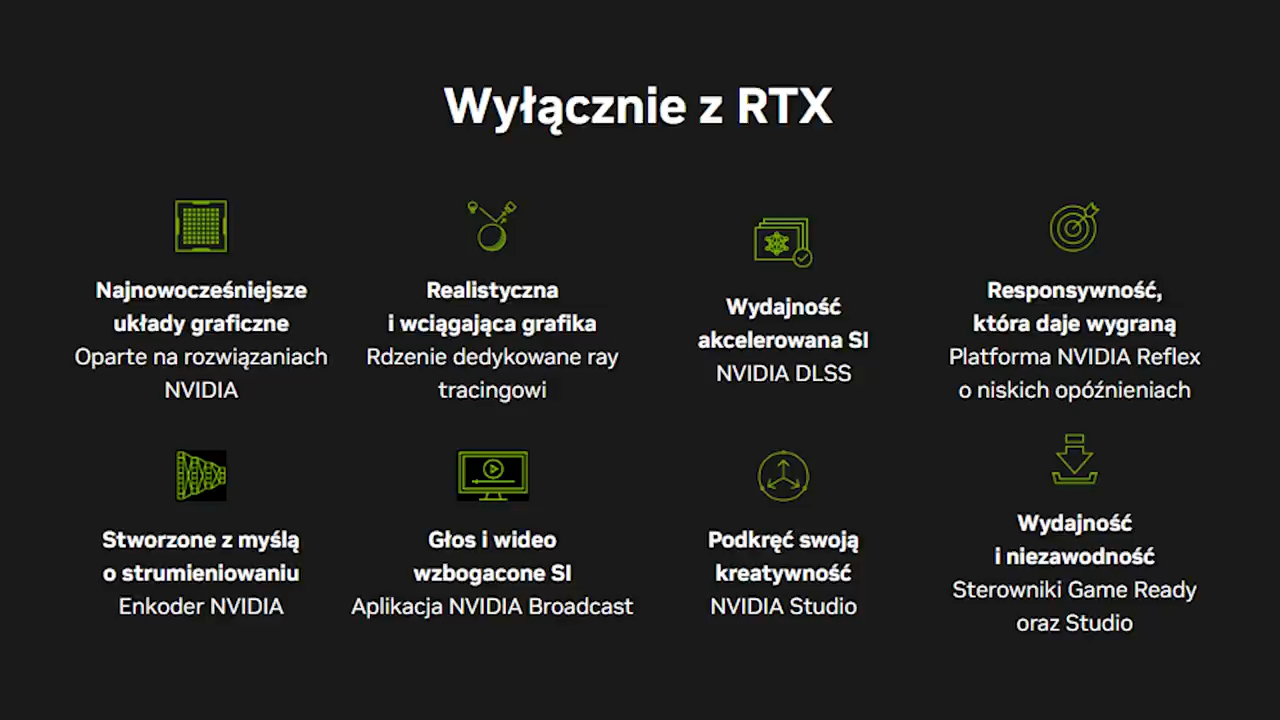 Wyłącznie z RTX
Najnowocześniejsze
układy graficzne
Oparte na rozwiązaniach
NVIDIA
Realistyczna
i wciągająca grafika
Rdzenie dedykowane ray
tracingowi
Wydajność
akcelerowana SI
NVIDIA DLSS
Responsywność,
która daje wygraną
Platforma NVIDIA Reflex
o niskich opóźnieniach
Stworzone z myślą
o strumieniowaniu
Enkoder NVIDIA
Głos i wideo
wzbogacone SI
Aplikacja NVIDIA Broadcast
Podkręć swoją
kreatywność
NVIDIA Studio
Wydajność
i niezawodność
Sterowniki Game Ready
oraz Studio